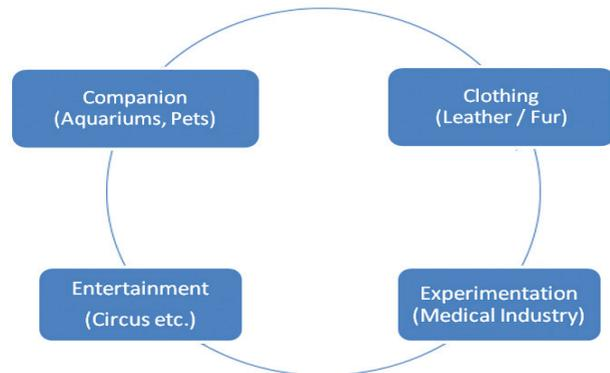 Companion
(Aquariums, Pets)
Clothing
(Leather / Fur)
Entertainment
(Circus etc.)
Experimentation
(Medical Industry)